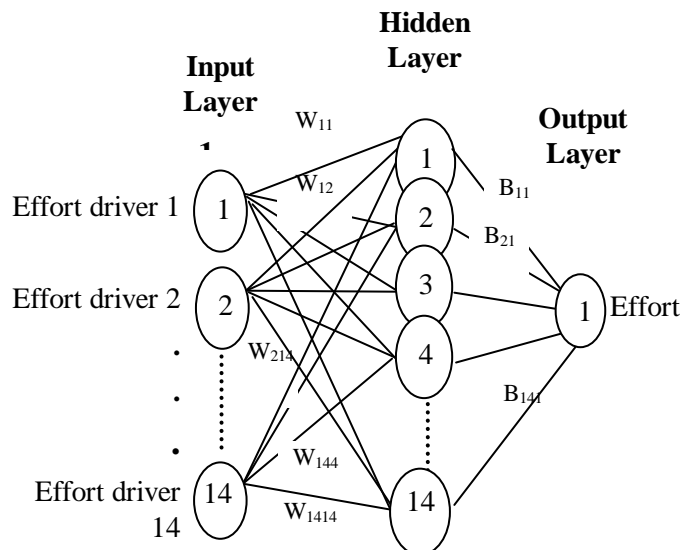 Hidden
Layer
Input
Layer
Output
Layer
W₁₁
W₁₂
B₁₁
B₂₁
Effort driver 1
1
1
2
Effort driver 2
2
3
1
Effort
4
W₂₁₄
.
.
.
B₁₄₁
W₁₄₄
Effort driver
14
14
14
W₁₄₁₄